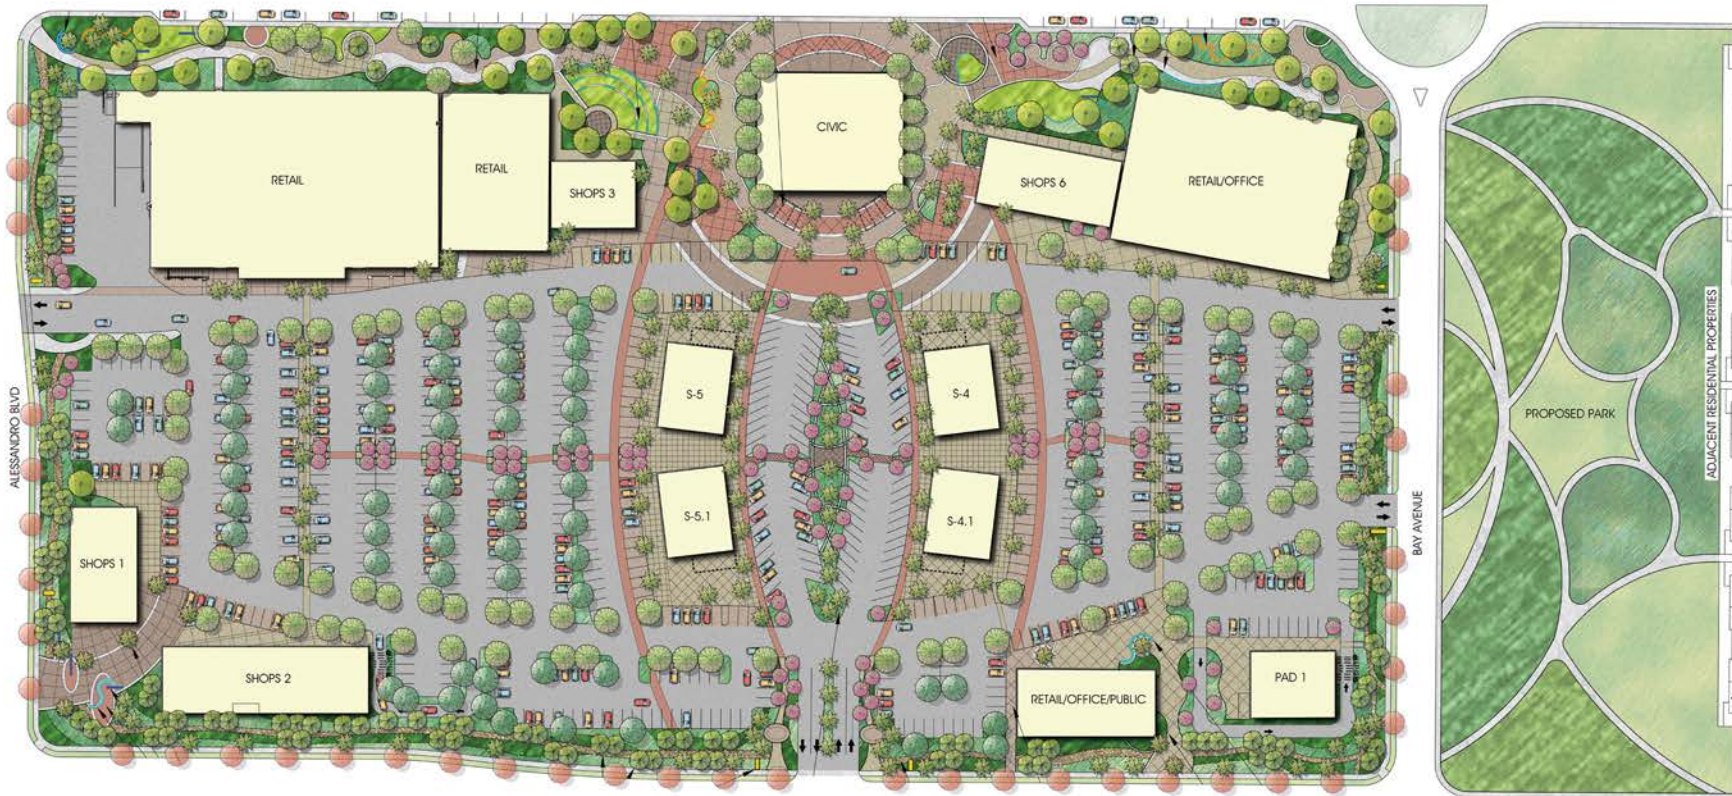 CIVIC
RETAIL
RETAIL
SHOPS 3
SHOPS 6
RETAIL/OFFICE
ALESSANDRO BLVD
S-5
S-4
PROPOSED PARK
ADJACENT RESIDENTIAL PROPERTIES
S-5.1
S-4.1
BAY AVENUE
SHOPS 1
SHOPS 2
RETAIL/OFFICE/PUBLIC
PAD 1